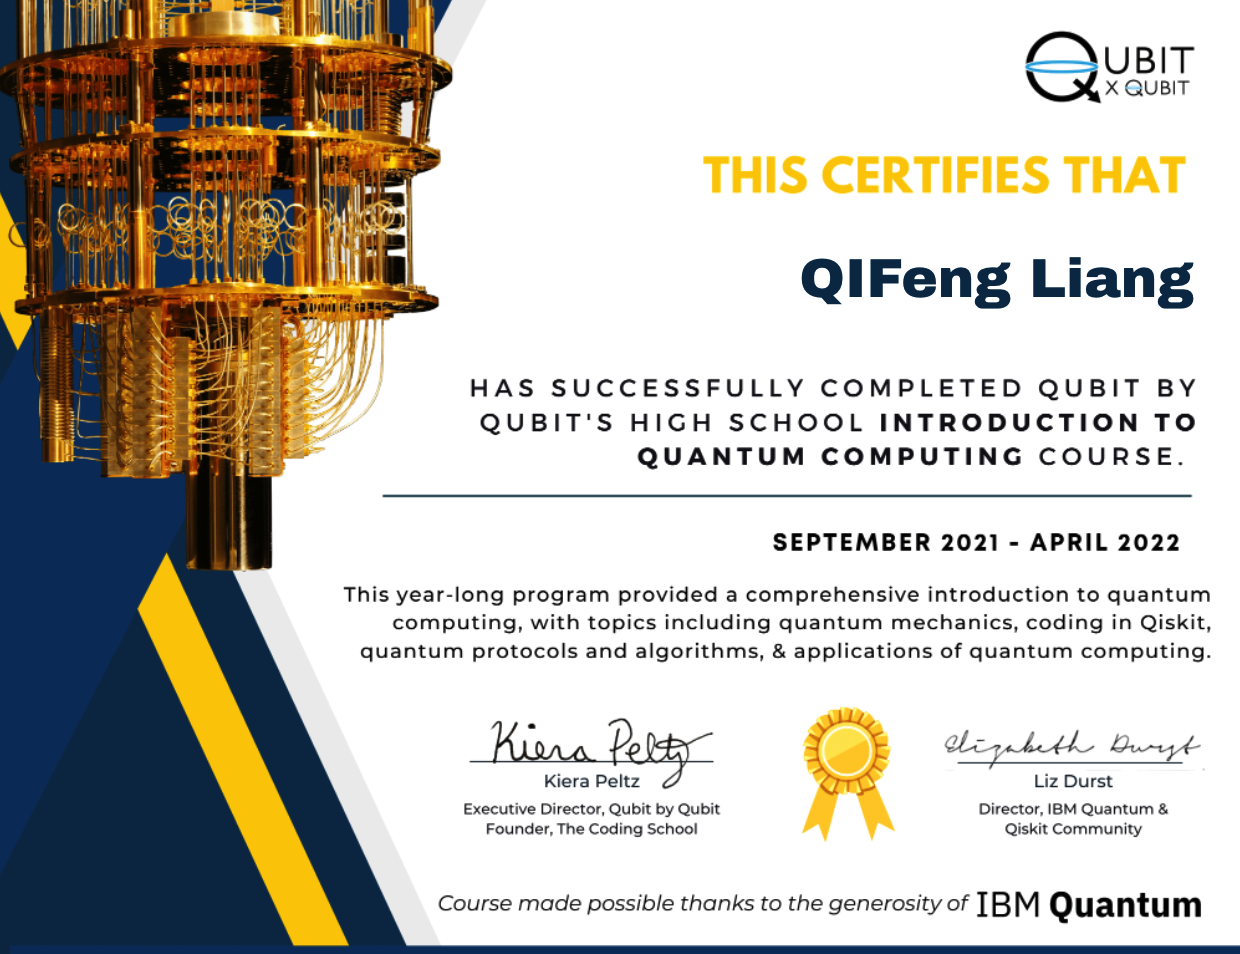 QUBIT
X QUBIT
THIS CERTIFIES THAT
QIFeng Liang
HAS SUCCESSFULLY COMPLETED QUBIT BY
QUBIT'S HIGH SCHOOL INTRODUCTION TO
QUANTUM COMPUTING COURSE.
SEPTEMBER 2021 - APRIL 2022
This year-long program provided a comprehensive introduction to quantum
computing, with topics including quantum mechanics, coding in Qiskit,
quantum protocols and algorithms, & applications of quantum computing.
Kiera Peltz
Kiera Peltz
Executive Director, Qubit by Qubit
Founder, The Coding School
Elizabeth Durst
Liz Durst
Director, IBM Quantum &
Qiskit Community
Course made possible thanks to the generosity of IBM Quantum